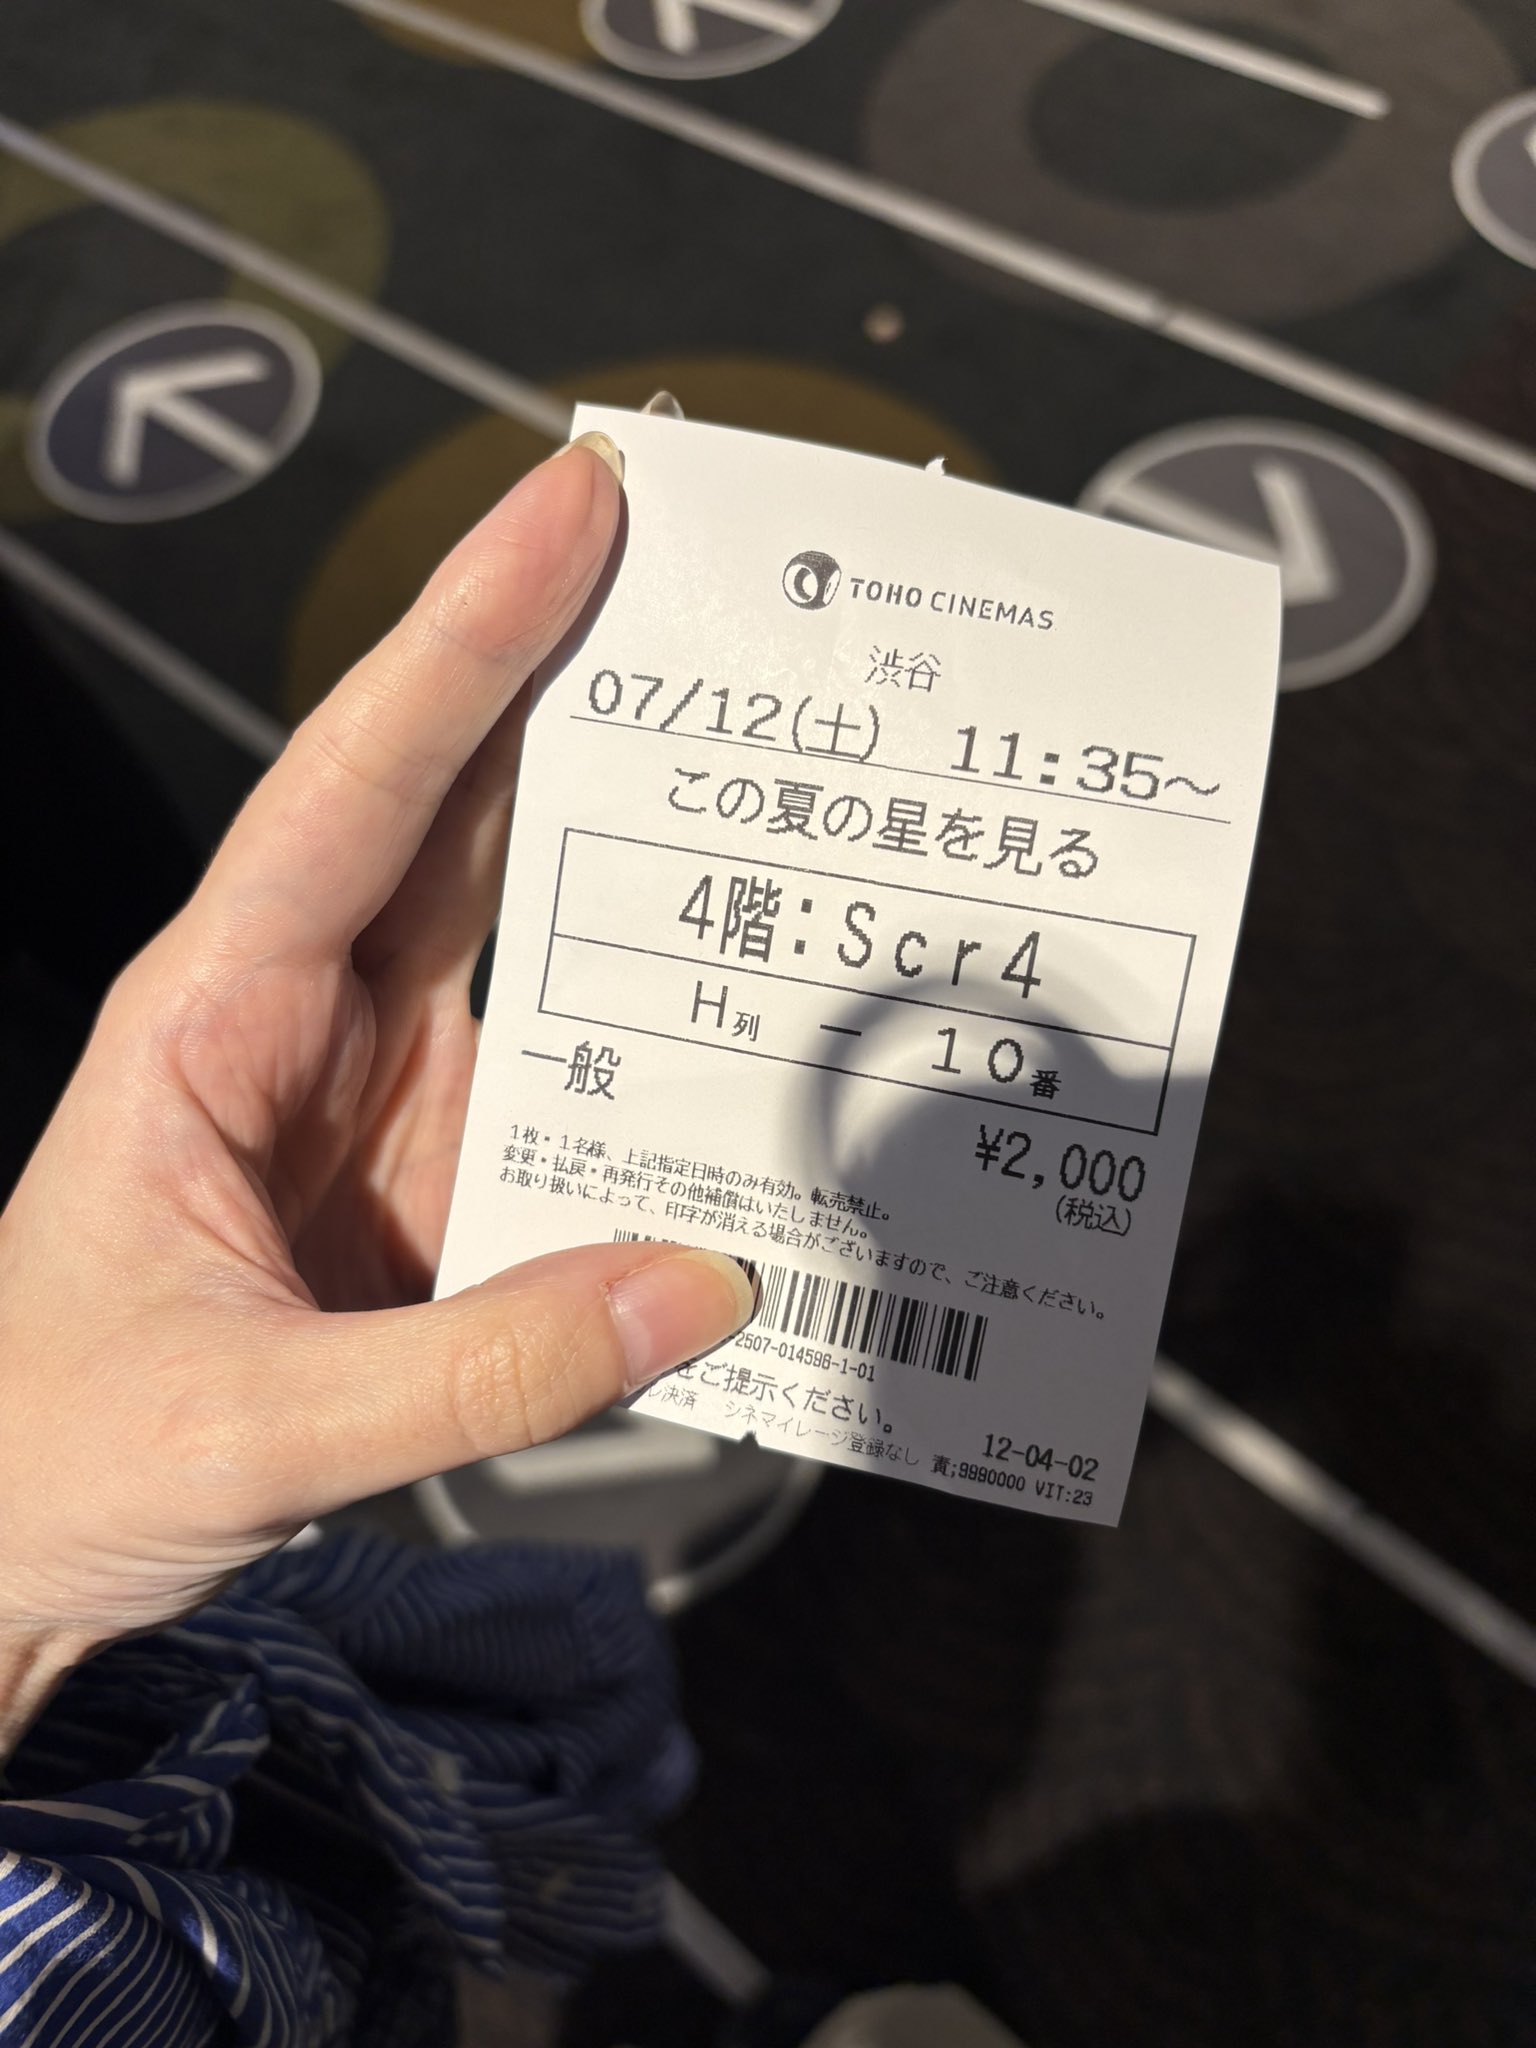 TOHO CINEMAS
渋谷
07/12(土) 11:35～
この夏の星を見る
4階:Scr4
H列 － 10番
一般
¥2,000
(税込)
1枚・1名様、上記指定日時のみ有効。転売禁止。
変更・払戻・再発行その他補償はいたしません。
お取り扱いによって、印字が消える場合がございますので、ご注意ください。
-2507-014596-1-01
をご提示ください。
レ決済 シネマイレージ登録なし
12-04-02
責;9990000 VIT:23